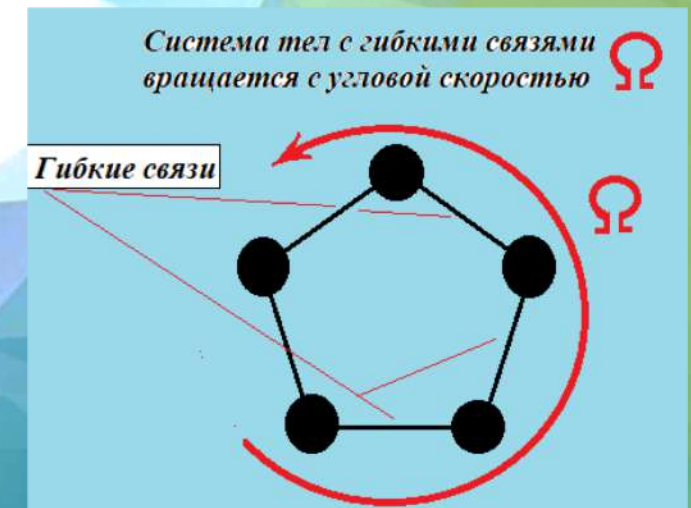 Система тел с гибкими связями
вращается с угловой скоростью Ω
Гибкие связи
Ω